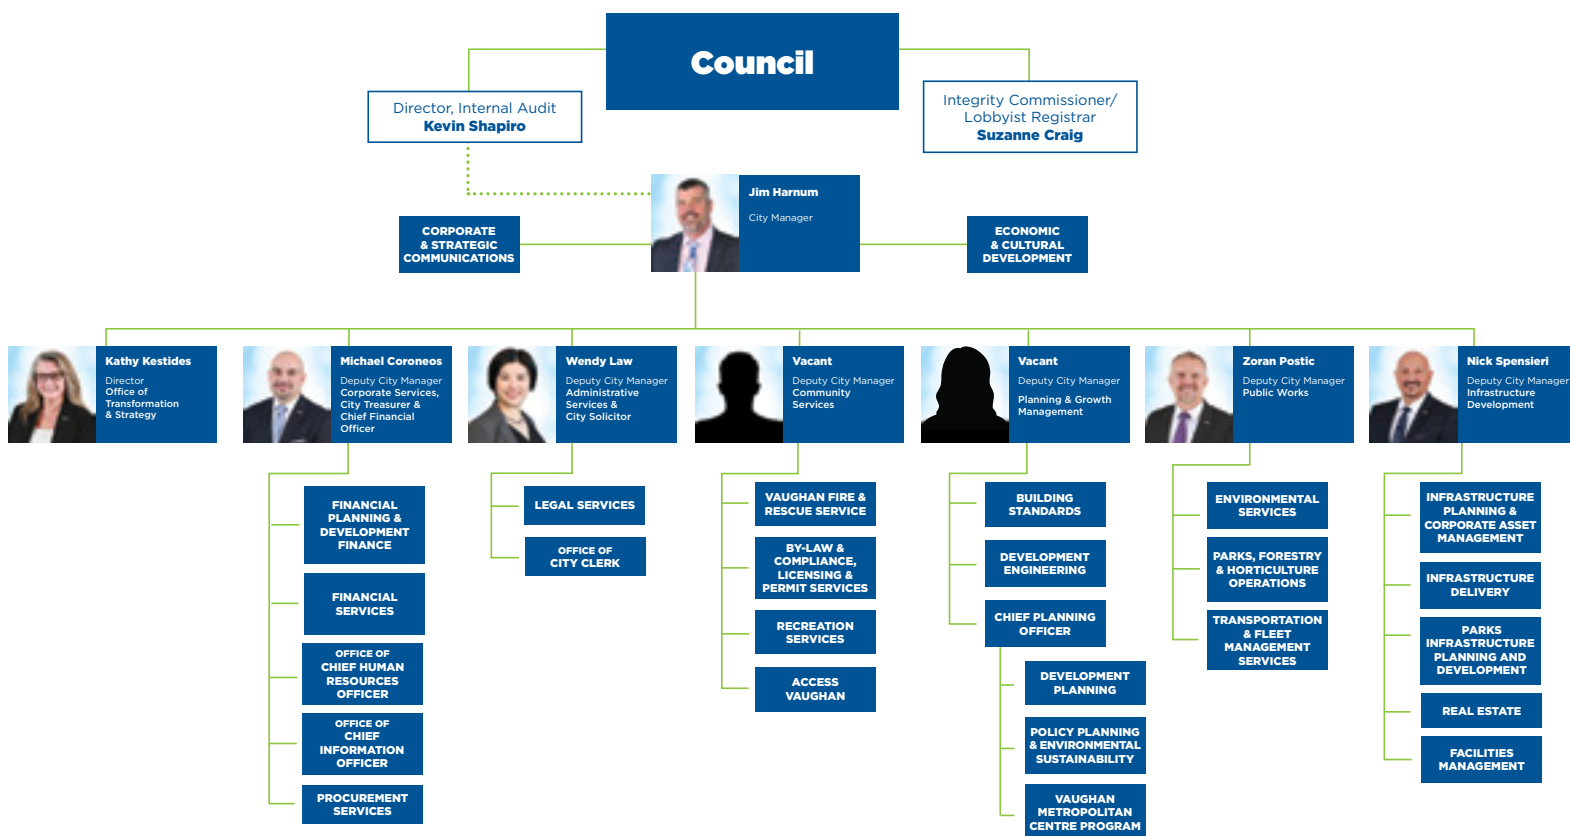 Council
Director, Internal Audit
Kevin Shapiro
Integrity Commissioner/
Lobbyist Registrar
Suzanne Craig
Jim Harnum
City Manager
CORPORATE
& STRATEGIC
COMMUNICATIONS
ECONOMIC
& CULTURAL
DEVELOPMENT
Kathy Kestides
Director
Office of
Transformation
& Strategy
Michael Coroneos
Deputy City Manager
Corporate Services,
City Treasurer &
Chief Financial
Officer
Wendy Law
Deputy City Manager
Administrative
Services &
City Solicitor
Vacant
Deputy City Manager
Community
Services
Vacant
Deputy City Manager
Planning & Growth
Management
Zoran Postic
Deputy City Manager
Public Works
Nick Spensieri
Deputy City Manager
Infrastructure
Development
FINANCIAL
PLANNING &
DEVELOPMENT
FINANCE
FINANCIAL
SERVICES
OFFICE OF
CHIEF HUMAN
RESOURCES
OFFICER
OFFICE OF
CHIEF
INFORMATION
OFFICER
PROCUREMENT
SERVICES
LEGAL SERVICES
OFFICE OF
CITY CLERK
VAUGHAN FIRE &
RESCUE SERVICE
BY-LAW &
COMPLIANCE,
LICENSING &
PERMIT SERVICES
RECREATION
SERVICES
ACCESS
VAUGHAN
BUILDING
STANDARDS
DEVELOPMENT
ENGINEERING
CHIEF PLANNING
OFFICER
DEVELOPMENT
PLANNING
POLICY PLANNING
& ENVIRONMENTAL
SUSTAINABILITY
VAUGHAN
METROPOLITAN
CENTRE PROGRAM
ENVIRONMENTAL
SERVICES
PARKS, FORESTRY
& HORTICULTURE
OPERATIONS
TRANSPORTATION
& FLEET
MANAGEMENT
SERVICES
INFRASTRUCTURE
PLANNING &
CORPORATE ASSET
MANAGEMENT
INFRASTRUCTURE
DELIVERY
PARKS
INFRASTRUCTURE
PLANNING AND
DEVELOPMENT
REAL ESTATE
FACILITIES
MANAGEMENT